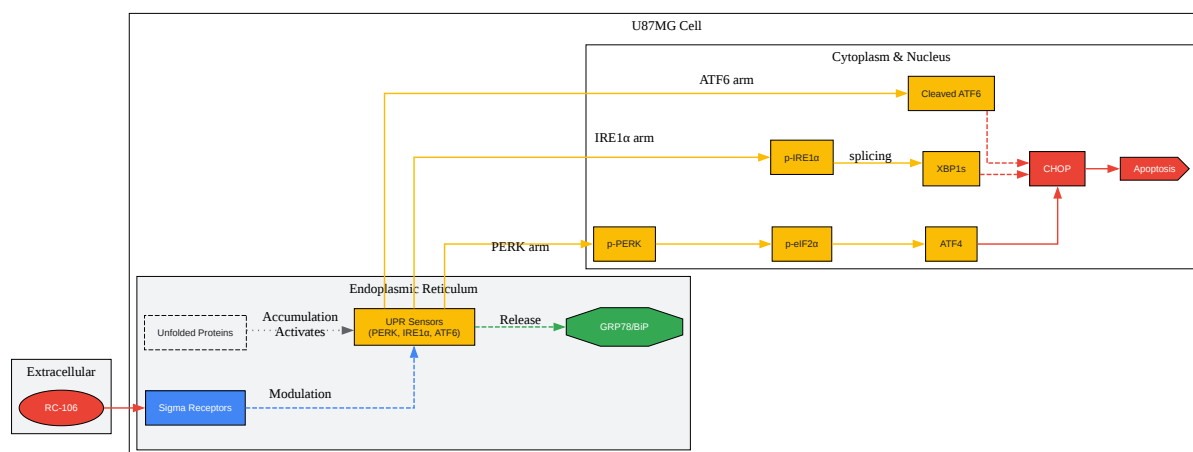 U87MG Cell
Cytoplasm & Nucleus
ATF6 arm
Cleaved ATF6
IRE1α arm
p-IRE1α
splicing
XBP1s
CHOP
Apoptosis
PERK arm
p-PERK
p-eIF2α
ATF4
Endoplasmic Reticulum
Unfolded Proteins
Accumulation
Activates
UPR Sensors
(PERK, IRE1α, ATF6)
Release
GRP78/BiP
Extracellular
RC-106
Sigma Receptors
Modulation